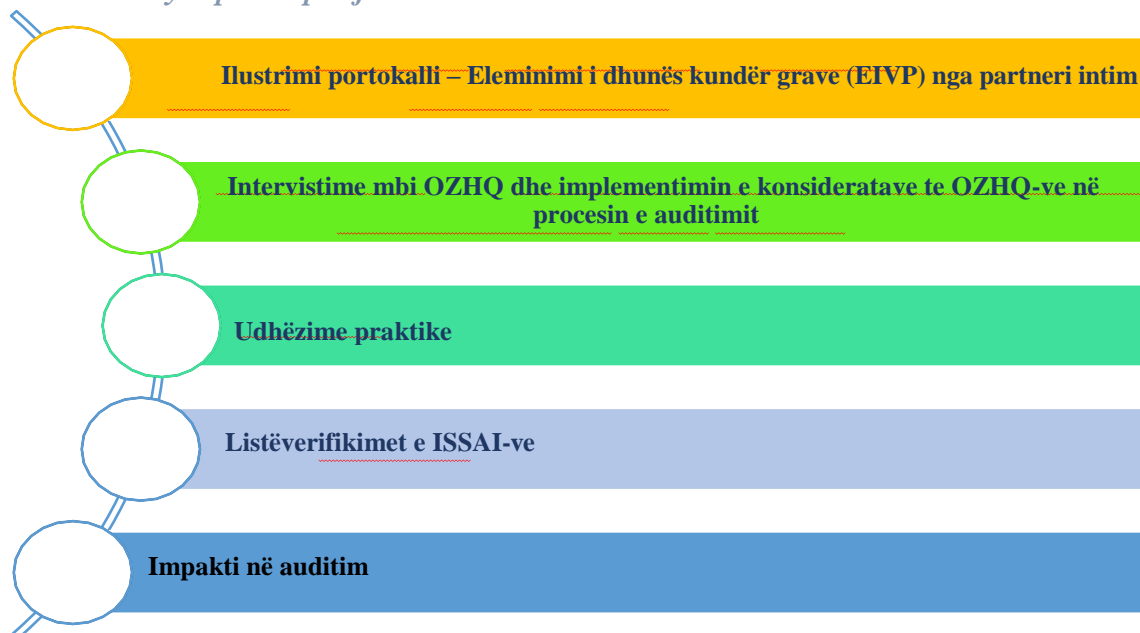 Ilustrimi portokalli – Eleminimi i dhunës kundër grave (EIVP) nga partneri intim
Intervistime mbi OZHQ dhe implementimin e konsideratave te OZHQ-ve në
procesin e auditimit
Udhëzime praktike
Listëverifikimet e ISSAI-ve
Impakti në auditim